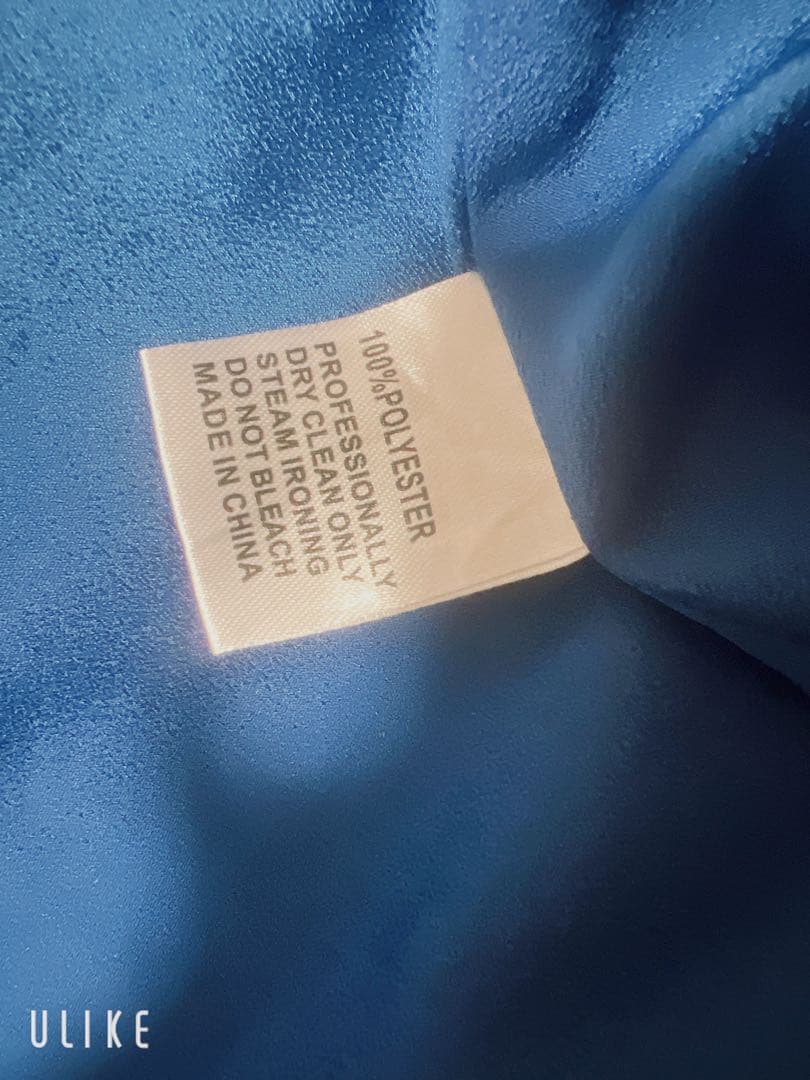 100%POLYESTER
PROFESSIONALLY
DRY CLEAN ONLY
STEAM IRONING
DO NOT BLEACH
MADE IN CHINA
ULIKE